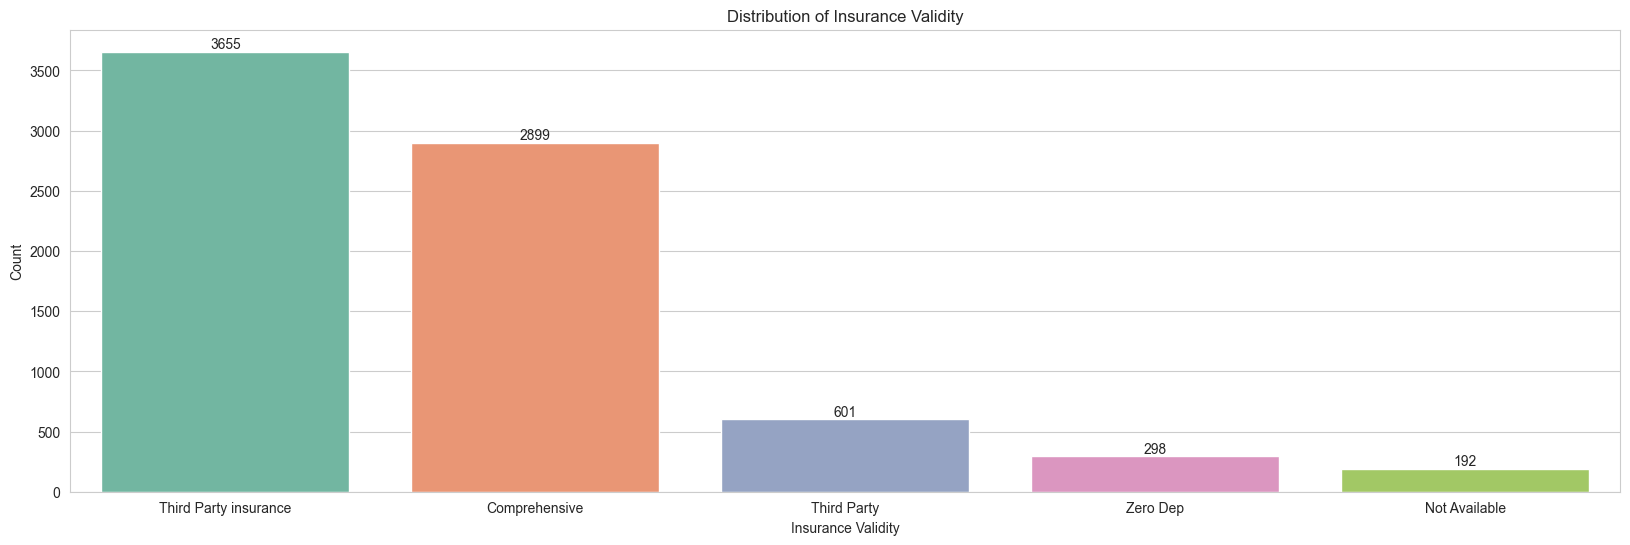 Distribution of Insurance Validity
3655
3500
3000
2899
2500
2000
Count
1500
1000
601
500
298
192
0
Third Party insurance
Comprehensive
Third Party
Zero Dep
Not Available
Insurance Validity